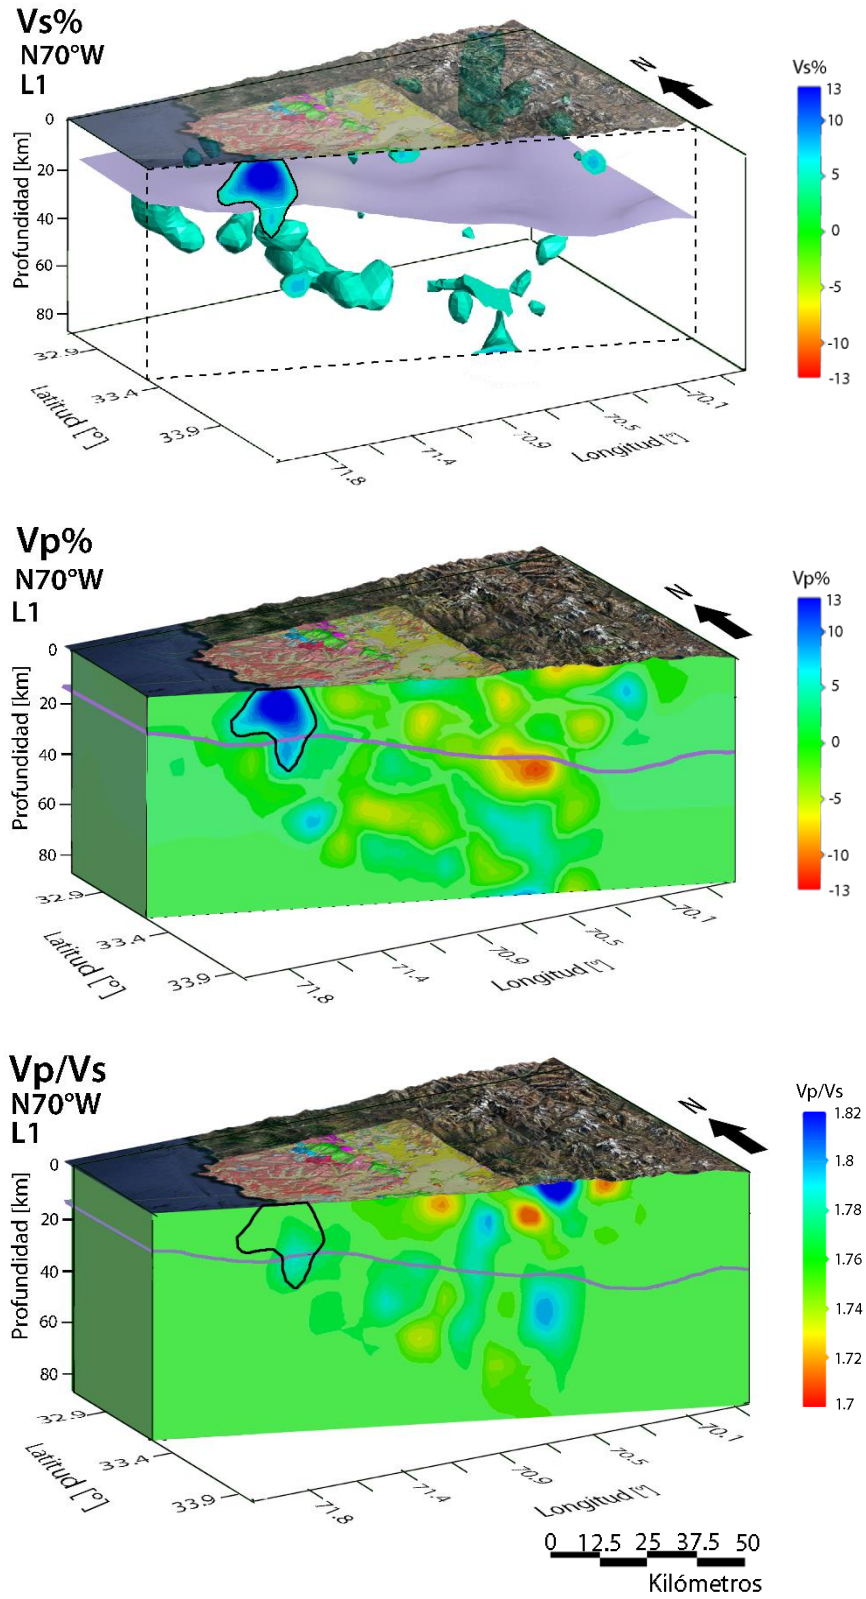 Vs%
N70°W
L1
N
Vs%
13
10
5
0
-5
-10
-13
Profundidad [km]
0
20
40
60
80
32.9
33.4
33.9
Latitud [°]
71.8
71.4
70.9
70.5
70.1
Longitud [°]
Vp%
N70°W
L1
N
Vp%
13
10
5
0
-5
-10
-13
Profundidad [km]
0
20
40
60
80
32.9
33.4
33.9
Latitud [°]
71.8
71.4
70.9
70.5
70.1
Longitud [°]
Vp/Vs
N70°W
L1
N
Vp/Vs
1.82
1.8
1.78
1.76
1.74
1.72
1.7
Profundidad [km]
0
20
40
60
80
32.9
33.4
33.9
Latitud [°]
71.8
71.4
70.9
70.5
70.1
Longitud [°]
0 12.5 25 37.5 50
Kilómetros